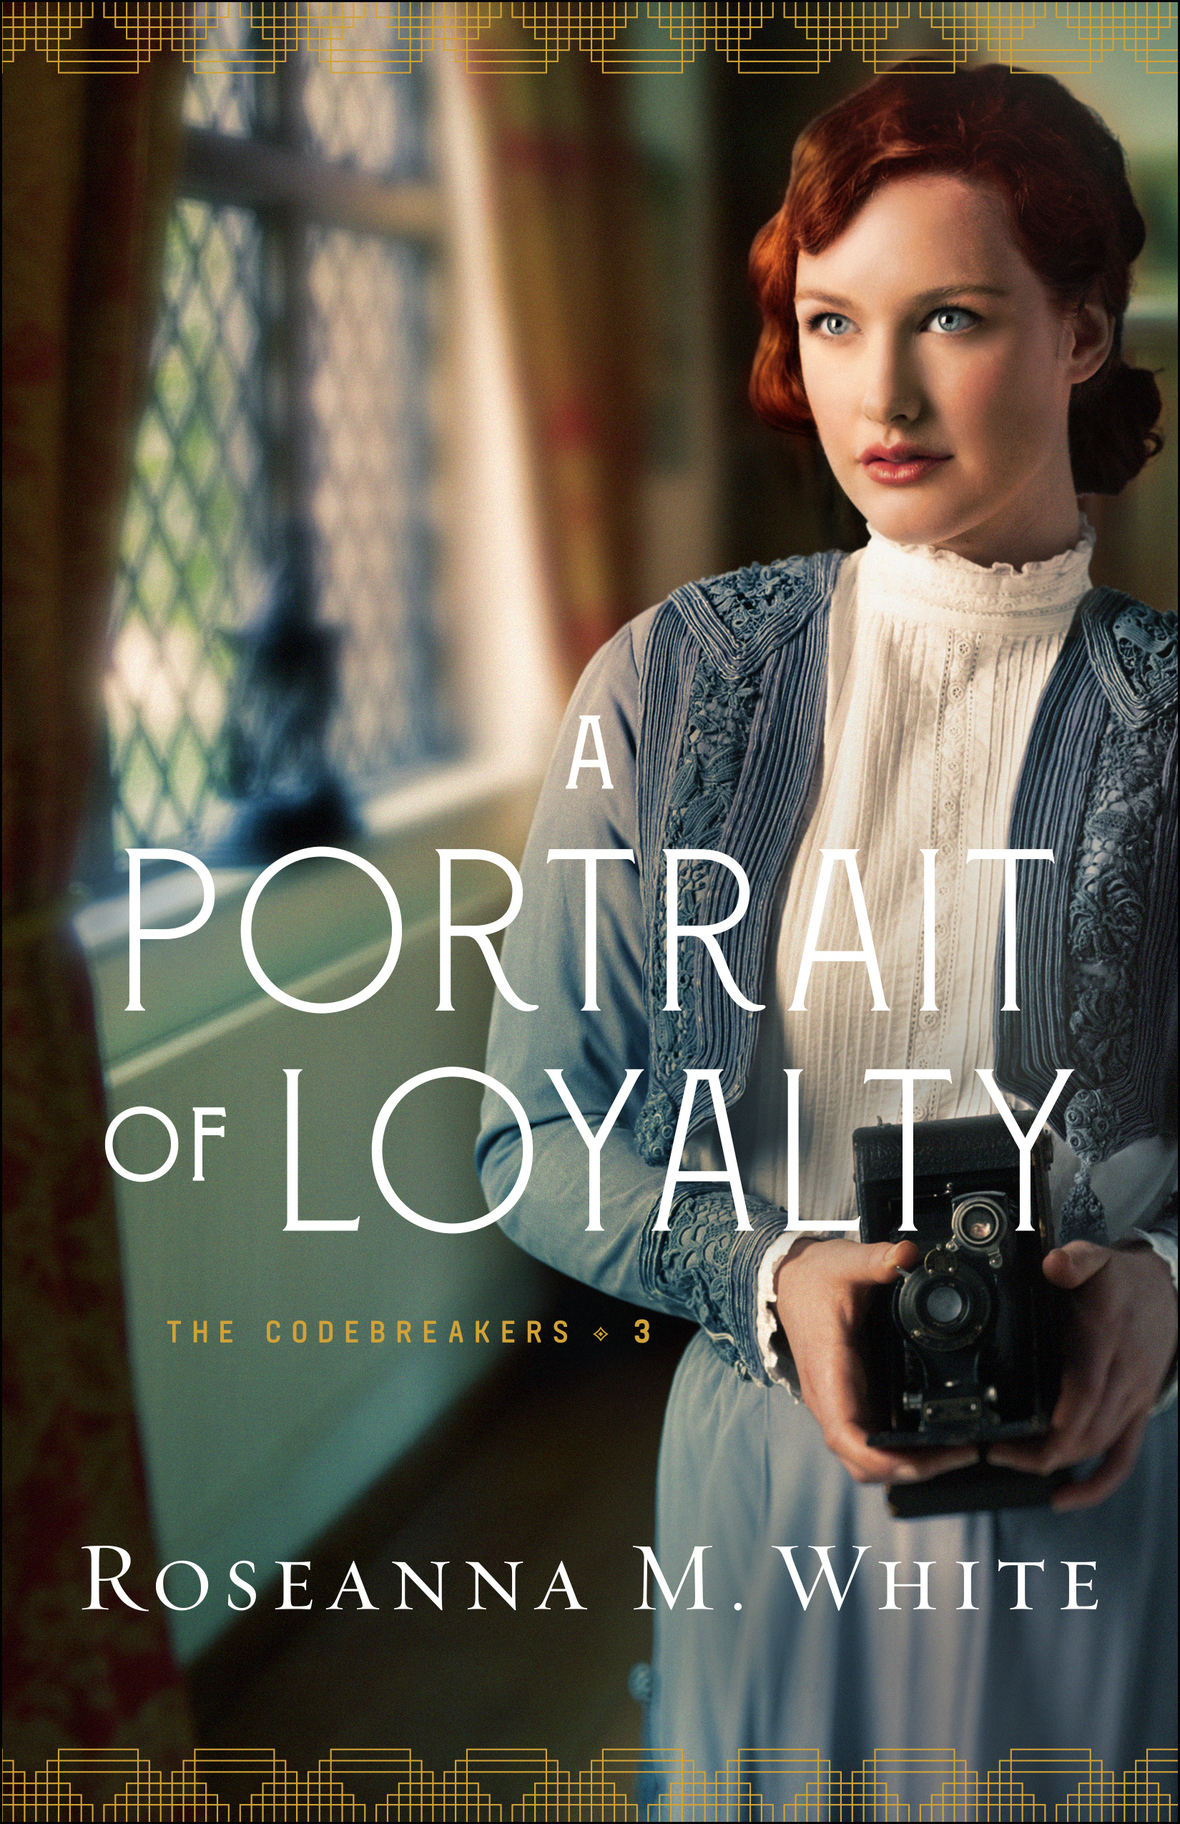 A
PORTRAIT
OF LOYALTY
THE CODEBREAKERS ◈ 3
ROSEANNA M. WHITE